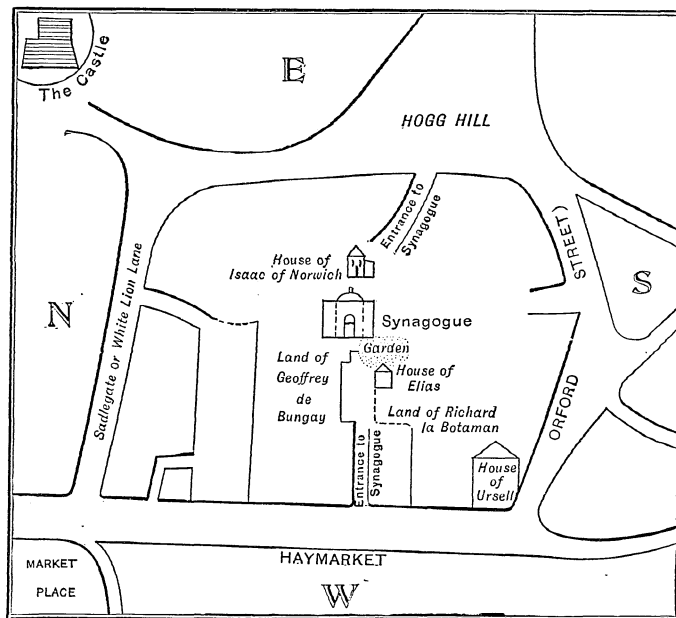 The Castle
E
HOGG HILL
Entrance to
Synagogue
STREET)
House of
Isaac of Norwich
S
N
Sadlegate or White Lion Lane
Synagogue
Garden
Land of
Geoffrey
de
Bungay
House of
Elias
Land of Richard
la Botaman
ORFORD
Entrance to
Synagogue
House
of
Ursell
HAYMARKET
MARKET
PLACE
W